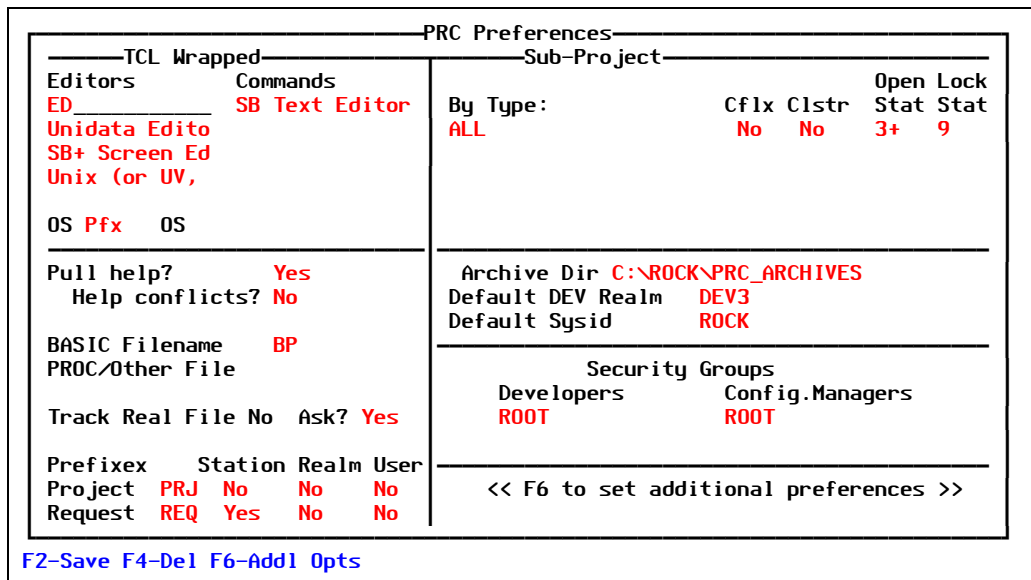 PRC Preferences
TCL Wrapped
Editors Commands
ED___________ SB Text Editor
Unidata Edito
SB+ Screen Ed
Unix (or UV,
OS Pfx OS
Pull help? Yes
Help conflicts? No
BASIC Filename BP
PROC/Other File
Track Real File No Ask? Yes
Prefixex Station Realm User
Project PRJ No No No
Request REQ Yes No No
Sub-Project
Open Lock
By Type: Cflx Clstr Stat Stat
ALL No No 3+ 9
Archive Dir C:\ROCK\PRC_ARCHIVES
Default DEV Realm DEV3
Default Sysid ROCK
Security Groups
Developers Config.Managers
ROOT ROOT
<< F6 to set additional preferences >>
F2-Save F4-Del F6-Addl Opts